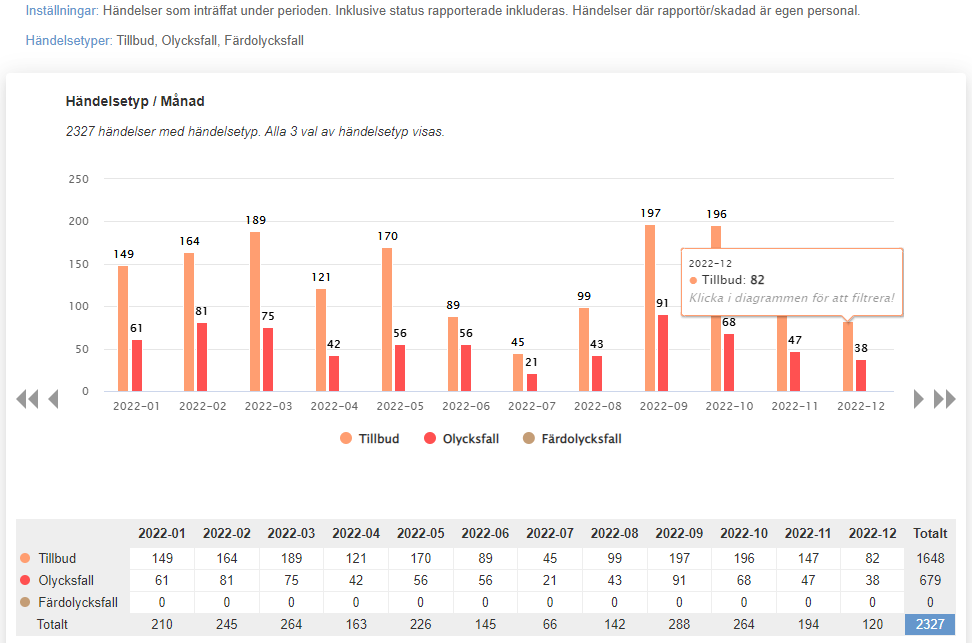 Inställningar: Händelser som inträffat under perioden. Inklusive status rapporterade inkluderas. Händelser där rapportör/skadad är egen personal.
Händelsetyper: Tillbud, Olycksfall, Färdolycksfall
Händelsetyp / Månad
2327 händelser med händelsetyp. Alla 3 val av händelsetyp visas.
250
200
150
100
50
0
149 61
164 81
189 75
121 42
170 56
89 56
45 21
99 43
197 91
196 68
47
38
2022-12
Tillbud: 82
Klicka i diagrammen för att filtrera!
2022-01 2022-02 2022-03 2022-04 2022-05 2022-06 2022-07 2022-08 2022-09 2022-10 2022-11 2022-12
Tillbud Olycksfall Färdolycksfall
2022-01 2022-02 2022-03 2022-04 2022-05 2022-06 2022-07 2022-08 2022-09 2022-10 2022-11 2022-12 Totalt
Tillbud 149 164 189 121 170 89 45 99 197 196 147 82 1648
Olycksfall 61 81 75 42 56 56 21 43 91 68 47 38 679
Färdolycksfall 0 0 0 0 0 0 0 0 0 0 0 0 0
Totalt 210 245 264 163 226 145 66 142 288 264 194 120 2327